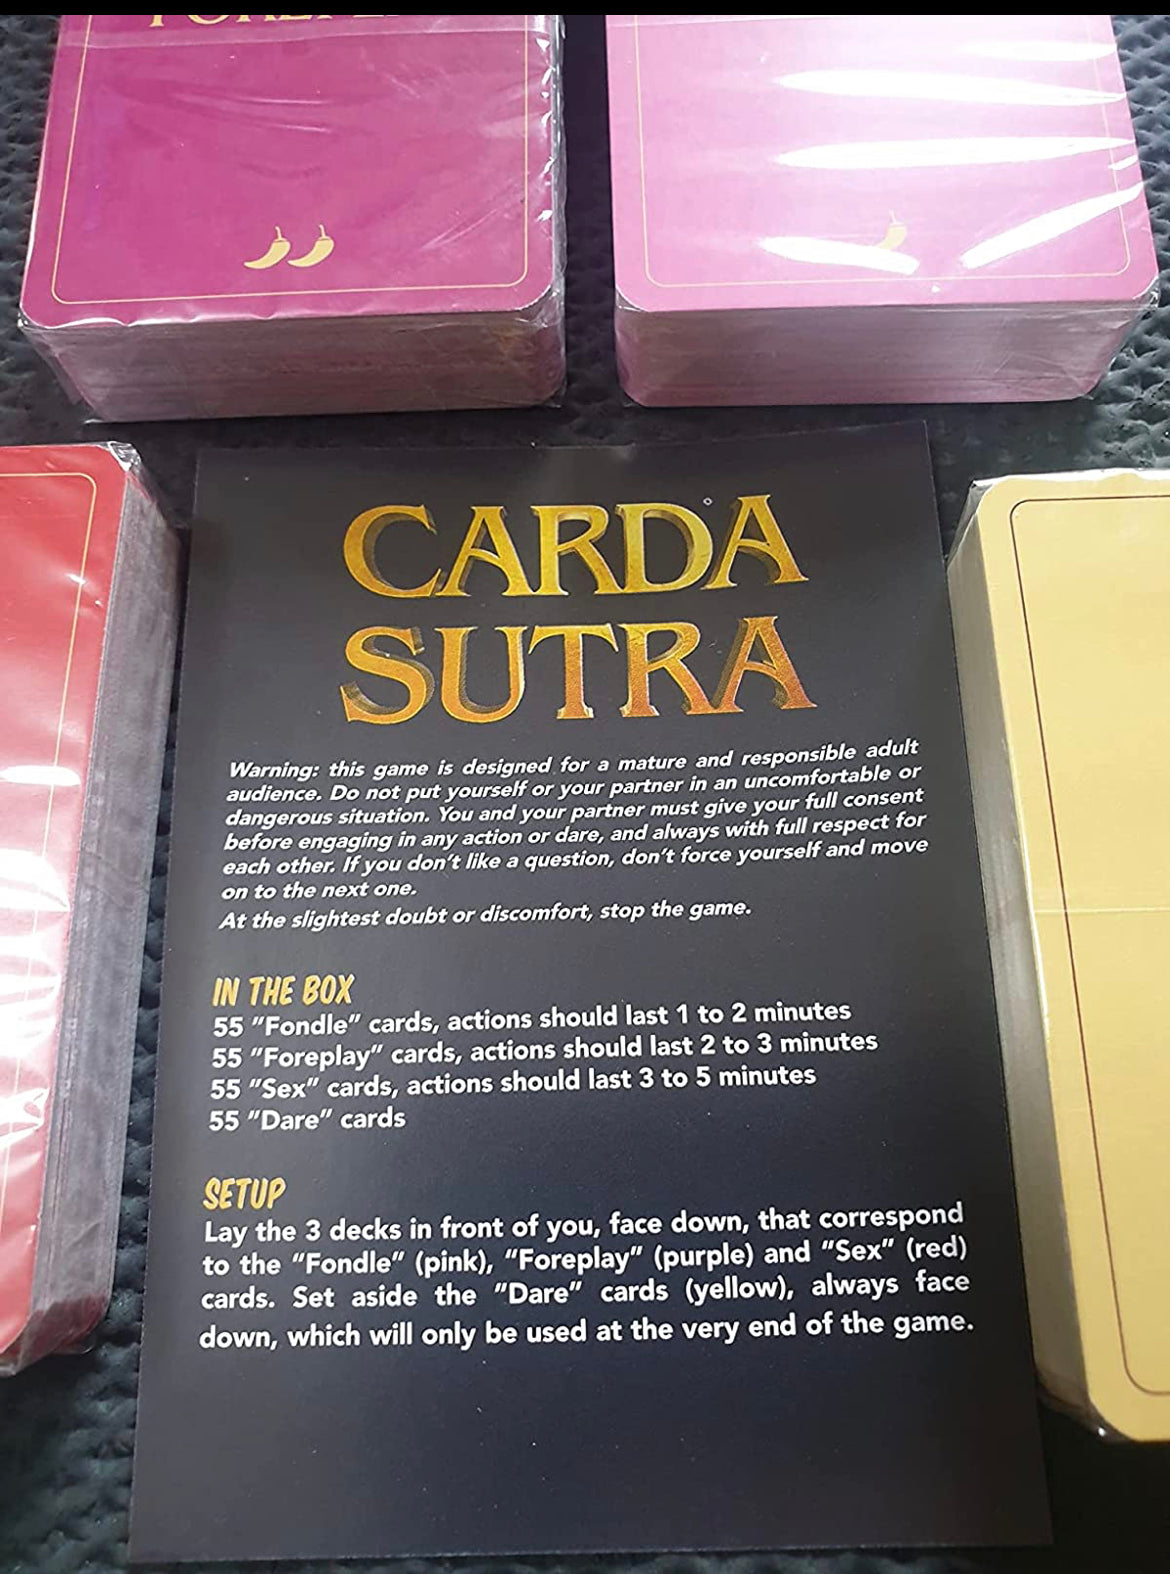 CARDA
SUTRA
Warning: this game is designed for a mature and responsible adult
audience. Do not put yourself or your partner in an uncomfortable or
dangerous situation. You and your partner must give your full consent
before engaging in any action or dare, and always with full respect for
each other. If you don't like a question, don't force yourself and move
on to the next one.
At the slightest doubt or discomfort, stop the game.
IN THE BOX
55 "Fondle" cards, actions should last 1 to 2 minutes
55 "Foreplay" cards, actions should last 2 to 3 minutes
55 "Sex" cards, actions should last 3 to 5 minutes
55 "Dare" cards
SETUP
Lay the 3 decks in front of you, face down, that correspond
to the "Fondle" (pink), "Foreplay" (purple) and "Sex" (red)
cards. Set aside the "Dare" cards (yellow), always face
down, which will only be used at the very end of the game.